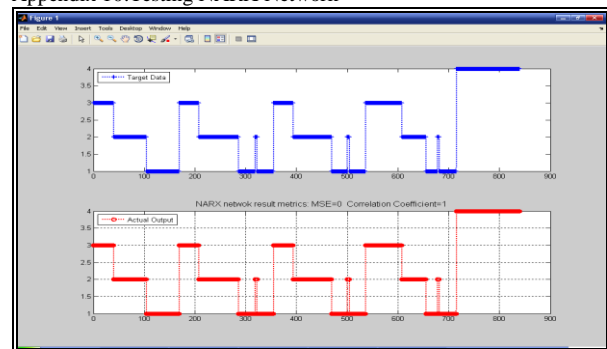 Appendix 10:Testing NARX Network
Figure 1
File Edit View Insert Tools Desktop Window Help
4
3.5
3
2.5
2
1.5
1
Target Data
0 100 200 300 400 500 600 700 800 900
NARX netwok result metrics: MSE=0 Correlation Coefficient=1
4
3.5
3
2.5
2
1.5
1
Actual Output
0 100 200 300 400 500 600 700 800 900